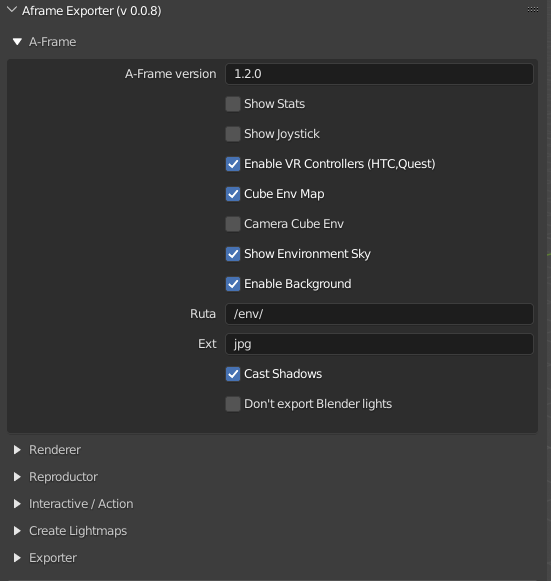 Aframe Exporter (v 0.0.8)
A-Frame
A-Frame version 1.2.0
Show Stats
Show Joystick
Enable VR Controllers (HTC,Quest)
Cube Env Map
Camera Cube Env
Show Environment Sky
Enable Background
Ruta /env/
Ext jpg
Cast Shadows
Don't export Blender lights
Renderer
Reproductor
Interactive / Action
Create Lightmaps
Exporter